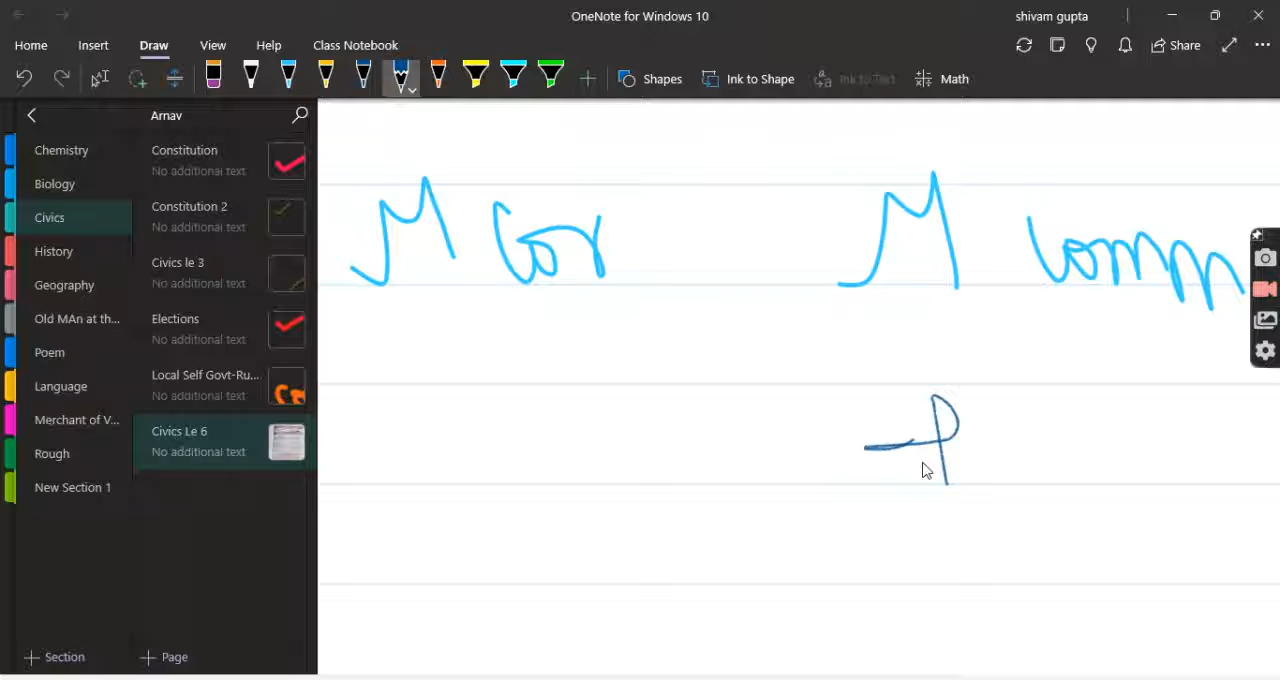 OneNote for Windows 10
shivam gupta
Home Insert Draw View Help Class Notebook
Share
Shapes Ink to Shape Ink to Text Math
Arnav
Chemistry
Biology
Civics
History
Geography
Old MAn at th...
Poem
Language
Merchant of V...
Rough
New Section 1
Constitution
No additional text
Constitution 2
No additional text
Civics le 3
No additional text
Elections
No additional text
Local Self Govt-Ru...
No additional text
Civics Le 6
No additional text
Section
Page
M Cor M Comm
P